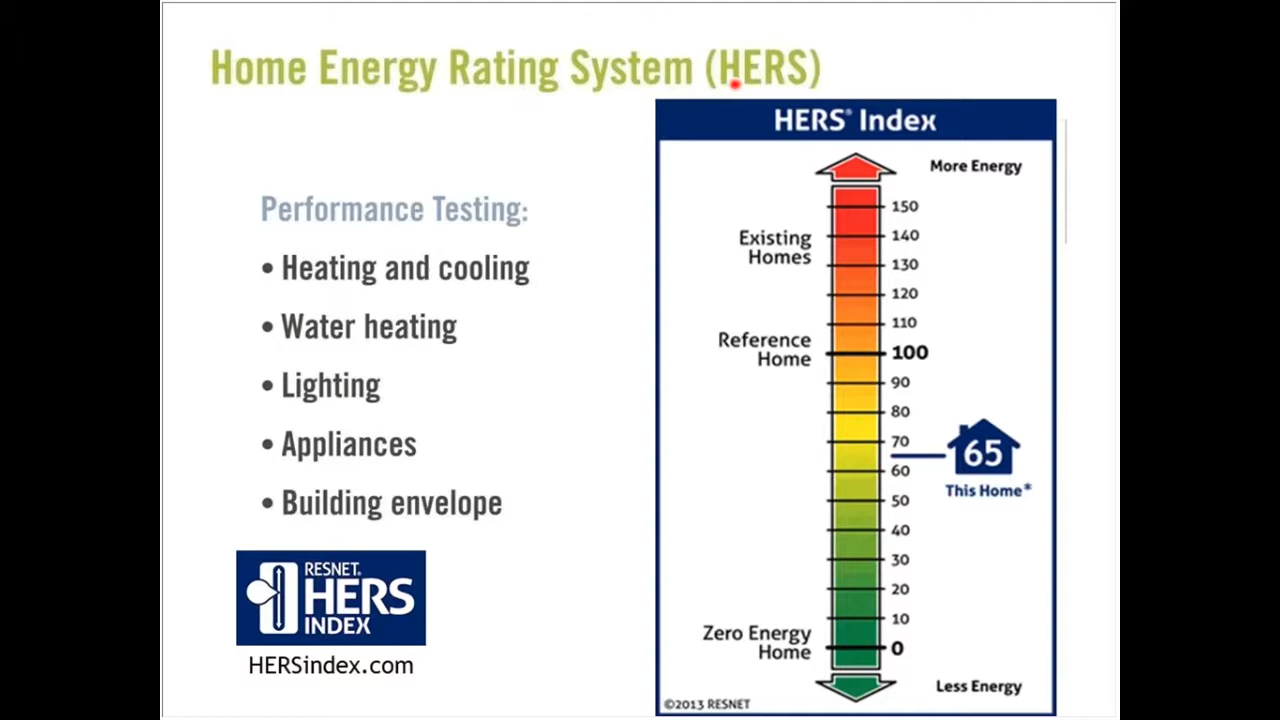 Home Energy Rating System (HERS)
Performance Testing:
• Heating and cooling
• Water heating
• Lighting
• Appliances
• Building envelope
RESNET®
HERS
INDEX
HERSindex.com
HERS® Index
More Energy
150
140
Existing
Homes
130
120
110
Reference
Home
100
90
80
70
65
60
This Home*
50
40
30
20
10
Zero Energy
Home
0
Less Energy
©2013 RESNET